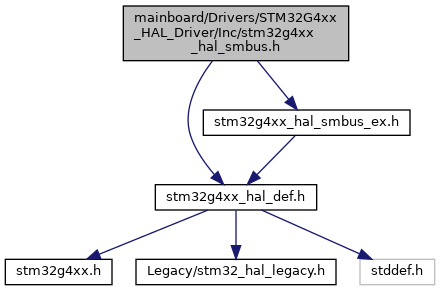 mainboard/Drivers/STM32G4xx
_HAL_Driver/Inc/stm32g4xx
_hal_smbus.h
stm32g4xx_hal_smbus_ex.h
stm32g4xx_hal_def.h
stm32g4xx.h
Legacy/stm32_hal_legacy.h
stddef.h